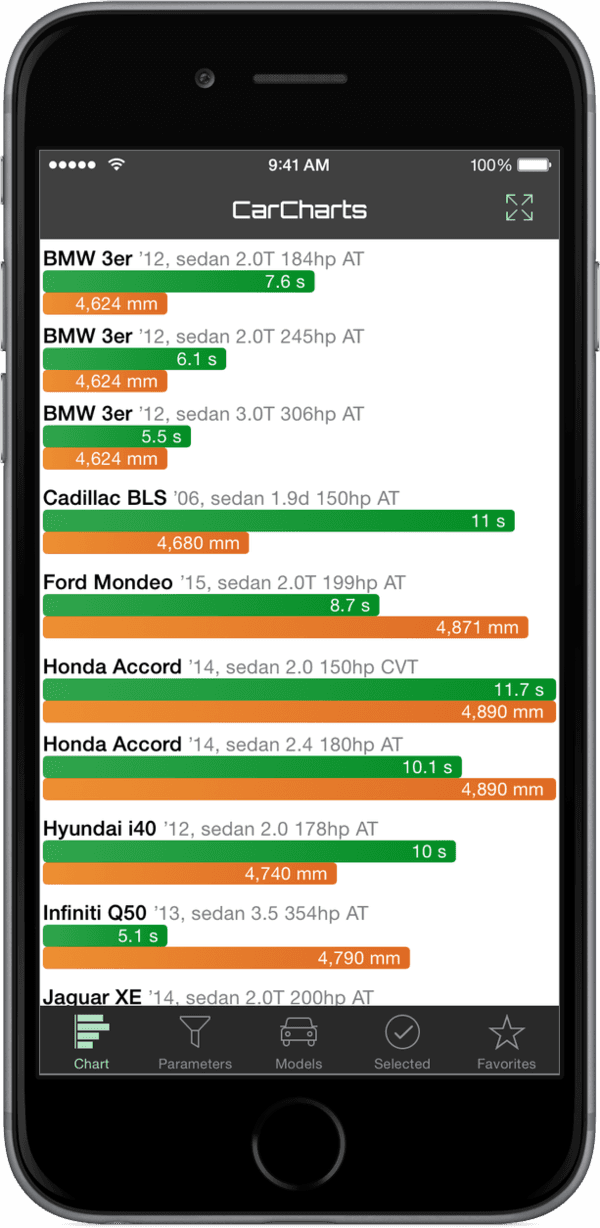 9:41 AM 100%
CarCharts
BMW 3er ’12, sedan 2.0T 184hp AT
7.6 s
4,624 mm
BMW 3er ’12, sedan 2.0T 245hp AT
6.1 s
4,624 mm
BMW 3er ’12, sedan 3.0T 306hp AT
5.5 s
4,624 mm
Cadillac BLS ’06, sedan 1.9d 150hp AT
11 s
4,680 mm
Ford Mondeo ’15, sedan 2.0T 199hp AT
8.7 s
4,871 mm
Honda Accord ’14, sedan 2.0 150hp CVT
11.7 s
4,890 mm
Honda Accord ’14, sedan 2.4 180hp AT
10.1 s
4,890 mm
Hyundai i40 ’12, sedan 2.0 178hp AT
10 s
4,740 mm
Infiniti Q50 ’13, sedan 3.5 354hp AT
5.1 s
4,790 mm
Jaguar XE ’14, sedan 2.0T 200hp AT
Chart Parameters Models Selected Favorites